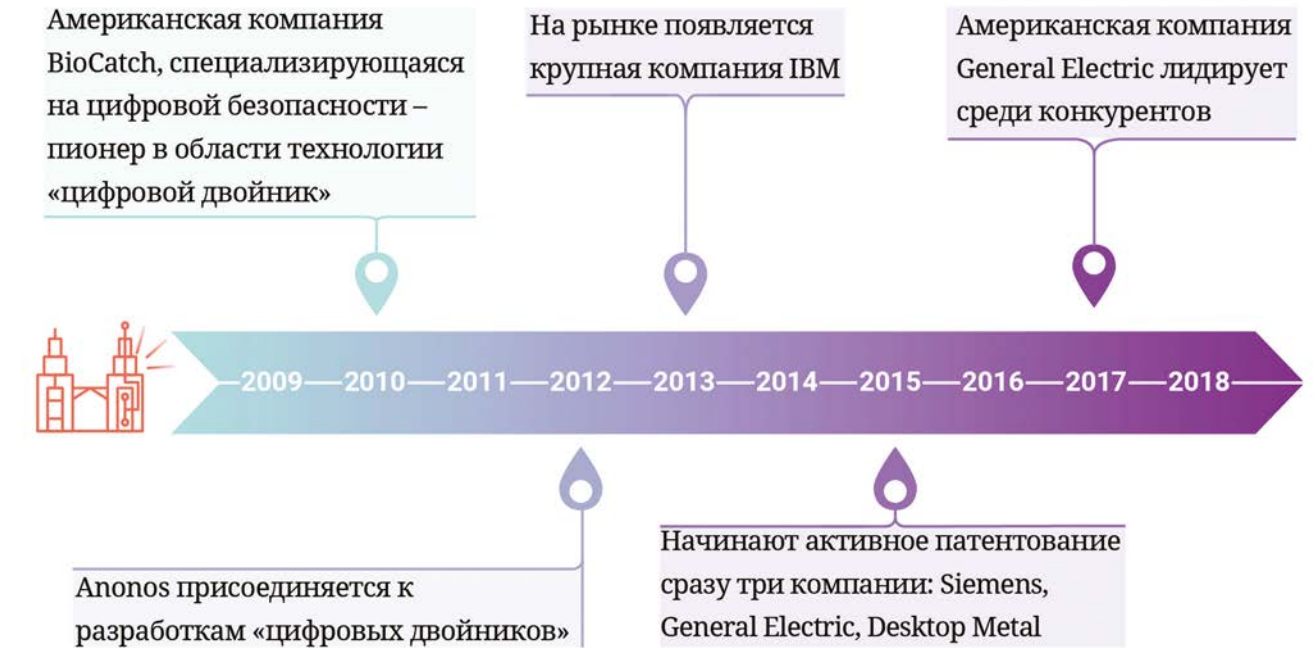 Американская компания
BioCatch, специализирующаяся
на цифровой безопасности –
пионер в области технологии
«цифровой двойник»
На рынке появляется
крупная компания IBM
Американская компания
General Electric лидирует
среди конкурентов
2009 2010 2011 2012 2013 2014 2015 2016 2017 2018
Anonos присоединяется к
разработкам «цифровых двойников»
Начинают активное патентование
сразу три компании: Siemens,
General Electric, Desktop Metal